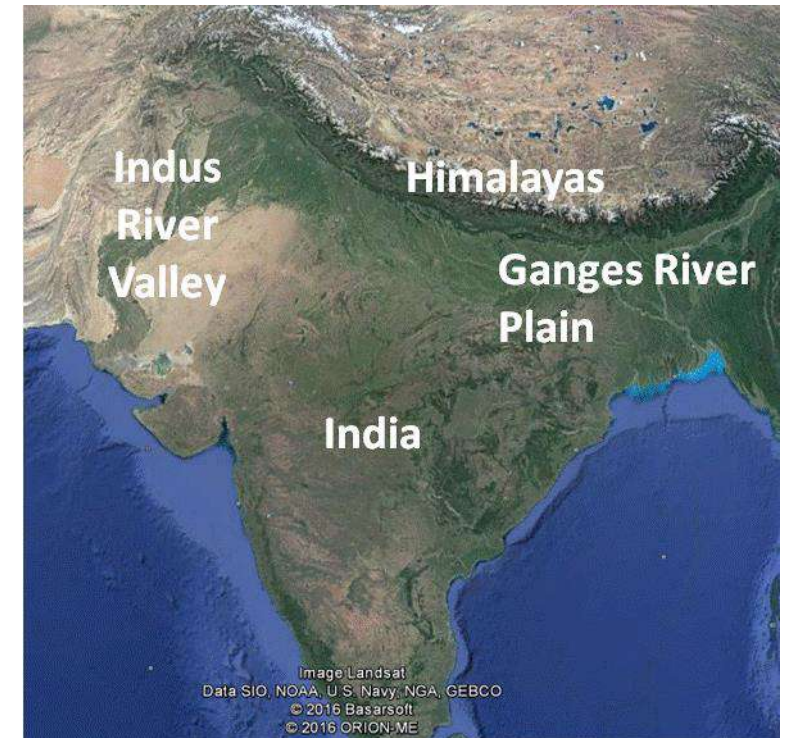 Indus
River
Valley
Himalayas
Ganges River
Plain
India
Image Landsat
Data SIO, NOAA, U.S. Navy, NGA, GEBCO
© 2016 Basarsoft
© 2016 ORION-ME